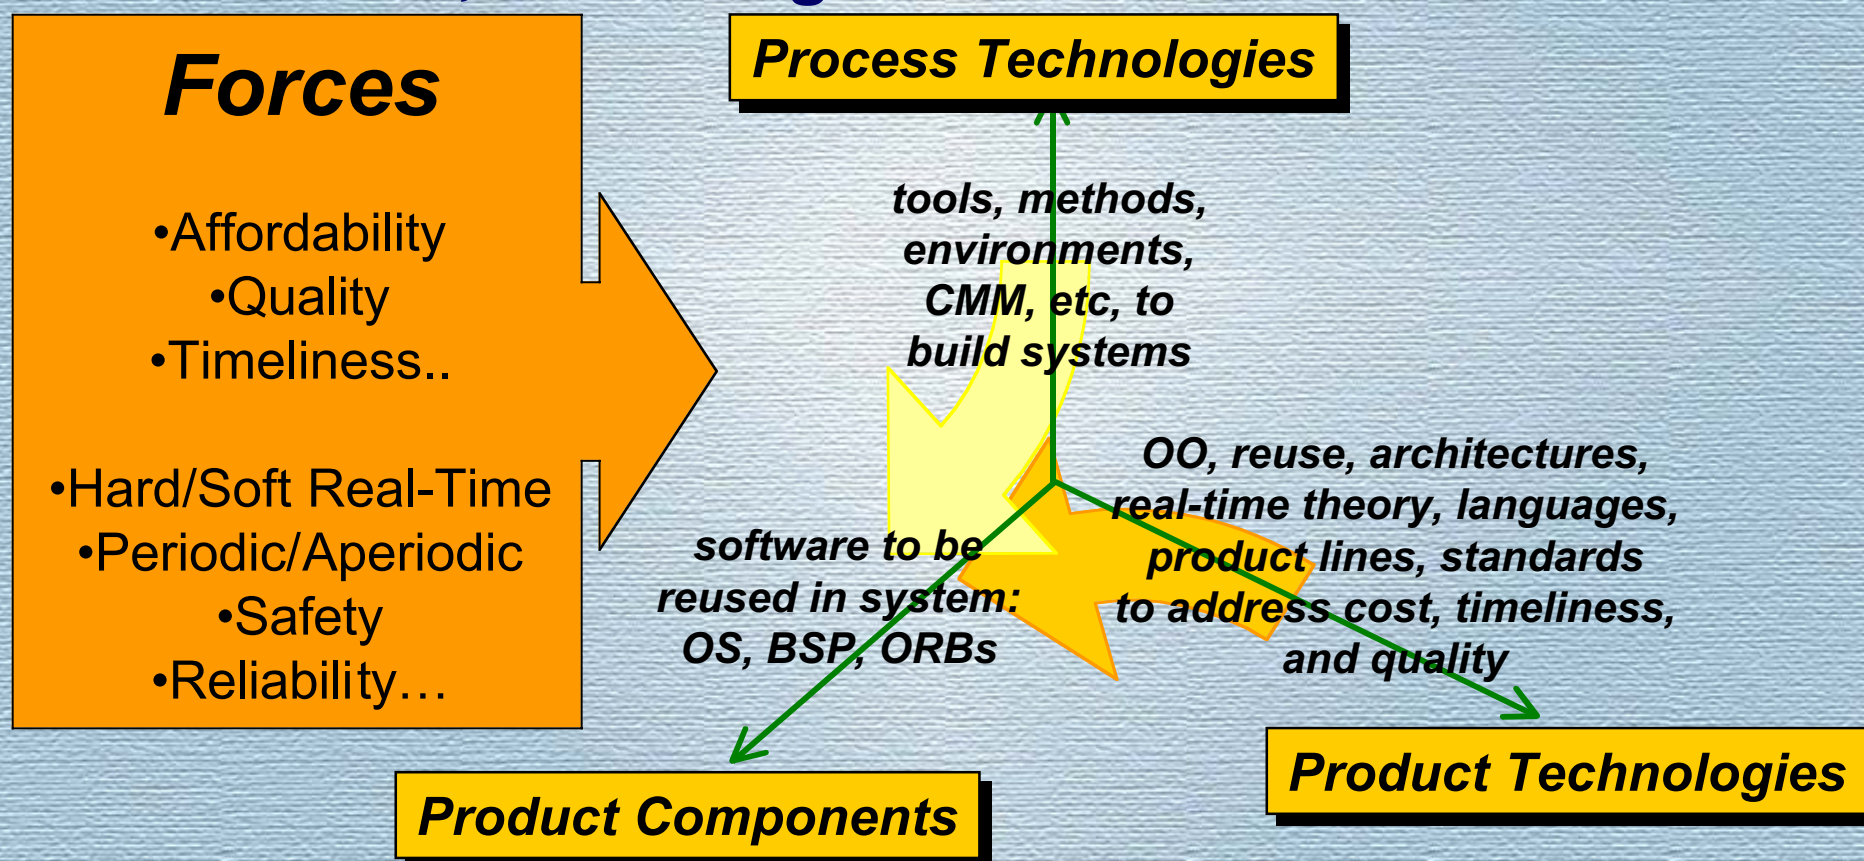 Forces
•Affordability
•Quality
•Timeliness..
•Hard/Soft Real-Time
•Periodic/Aperiodic
•Safety
•Reliability…
Process Technologies
tools, methods,
environments,
CMM, etc, to
build systems
OO, reuse, architectures,
real-time theory, languages,
product lines, standards
to address cost, timeliness,
and quality
software to be
reused in system:
OS, BSP, ORBs
Product Technologies
Product Components